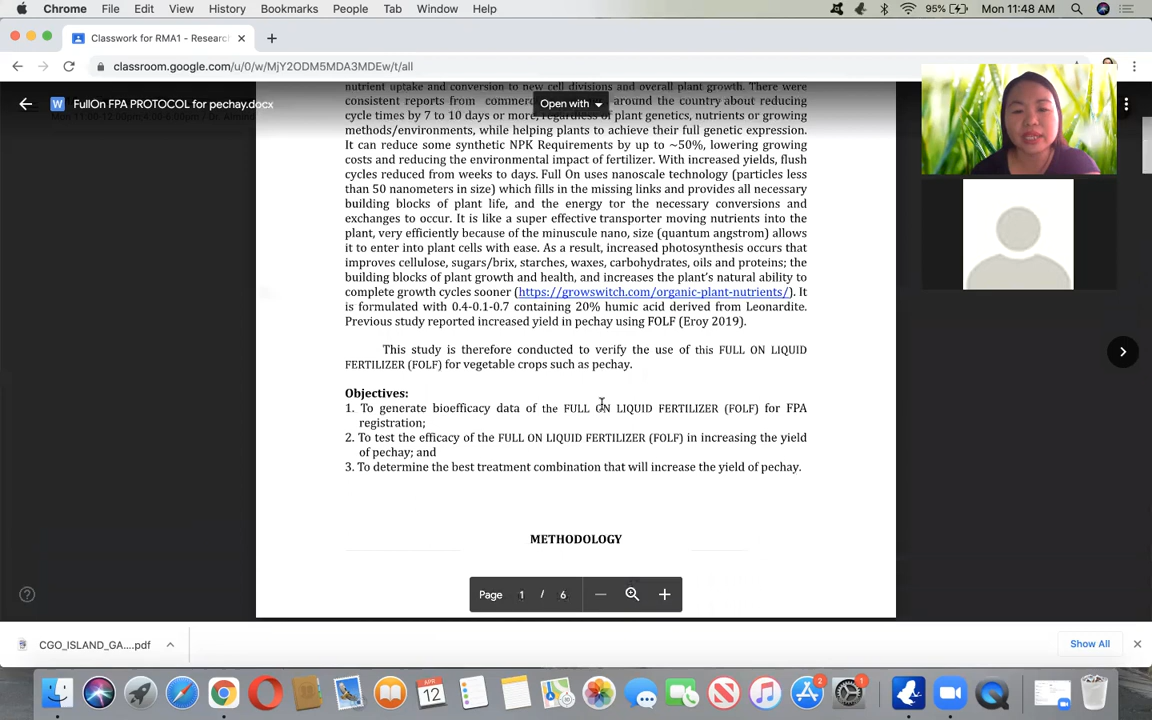 Chrome File Edit View History Bookmarks People Tab Window Help 95% Mon 11:48 AM
Classwork for RMA1 - Researc
classroom.google.com/u/0/w/MjY2ODM5MDA3MDEw/t/all
FullOn FPA PROTOCOL for pechay.docx
Open with
nutrient uptake and conversion to new cell divisions and overall plant growth. There were
consistent reports from around the country about reducing
cycle times by 7 to 10 days or more, regardless of plant genetics, nutrients or growing
methods/environments, while helping plants to achieve their full genetic expression.
It can reduce some synthetic NPK Requirements by up to ~50%, lowering growing
costs and reducing the environmental impact of fertilizer. With increased yields, flush
cycles reduced from weeks to days. Full On uses nanoscale technology (particles less
than 50 nanometers in size) which fills in the missing links and provides all necessary
building blocks of plant life, and the energy tor the necessary conversions and
exchanges to occur. It is like a super effective transporter moving nutrients into the
plant, very efficiently because of the minuscule nano, size (quantum angstrom) allows
it to enter into plant cells with ease. As a result, increased photosynthesis occurs that
improves cellulose, sugars/brix, starches, waxes, carbohydrates, oils and proteins; the
building blocks of plant growth and health, and increases the plant's natural ability to
complete growth cycles sooner (https://growswitch.com/organic-plant-nutrients/). It
is formulated with 0.4-0.1-0.7 containing 20% humic acid derived from Leonardite.
Previous study reported increased yield in pechay using FOLF (Eroy 2019).
This study is therefore conducted to verify the use of this FULL ON LIQUID
FERTILIZER (FOLF) for vegetable crops such as pechay.
Objectives:
1. To generate bioefficacy data of the FULL ON LIQUID FERTILIZER (FOLF) for FPA
registration;
2. To test the efficacy of the FULL ON LIQUID FERTILIZER (FOLF) in increasing the yield
of pechay; and
3. To determine the best treatment combination that will increase the yield of pechay.
METHODOLOGY
Page 1 / 6
CGO_ISLAND_GA....pdf
Show All
APR
12
2
1